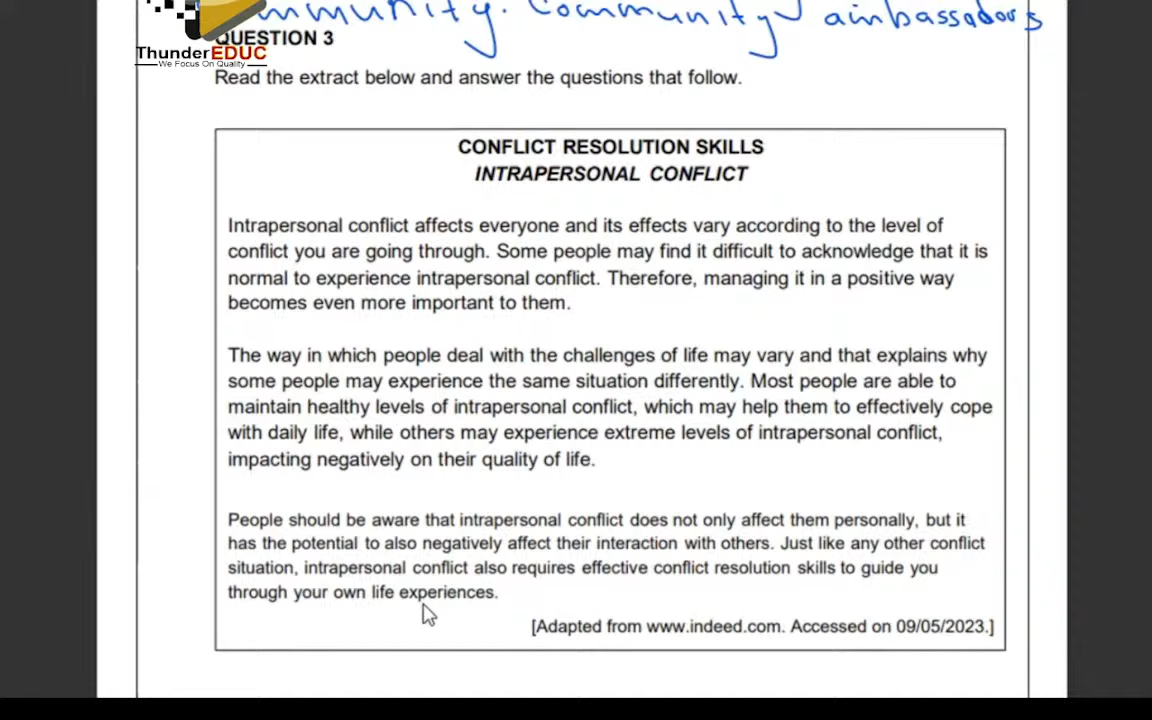 mmunity. Community ambassadors
QUESTION 3
ThunderEDUC
We Focus On Quality
Read the extract below and answer the questions that follow.
CONFLICT RESOLUTION SKILLS
INTRAPERSONAL CONFLICT
Intrapersonal conflict affects everyone and its effects vary according to the level of
conflict you are going through. Some people may find it difficult to acknowledge that it is
normal to experience intrapersonal conflict. Therefore, managing it in a positive way
becomes even more important to them.
The way in which people deal with the challenges of life may vary and that explains why
some people may experience the same situation differently. Most people are able to
maintain healthy levels of intrapersonal conflict, which may help them to effectively cope
with daily life, while others may experience extreme levels of intrapersonal conflict,
impacting negatively on their quality of life.
People should be aware that intrapersonal conflict does not only affect them personally, but it
has the potential to also negatively affect their interaction with others. Just like any other conflict
situation, intrapersonal conflict also requires effective conflict resolution skills to guide you
through your own life experiences.
[Adapted from www.indeed.com. Accessed on 09/05/2023.]